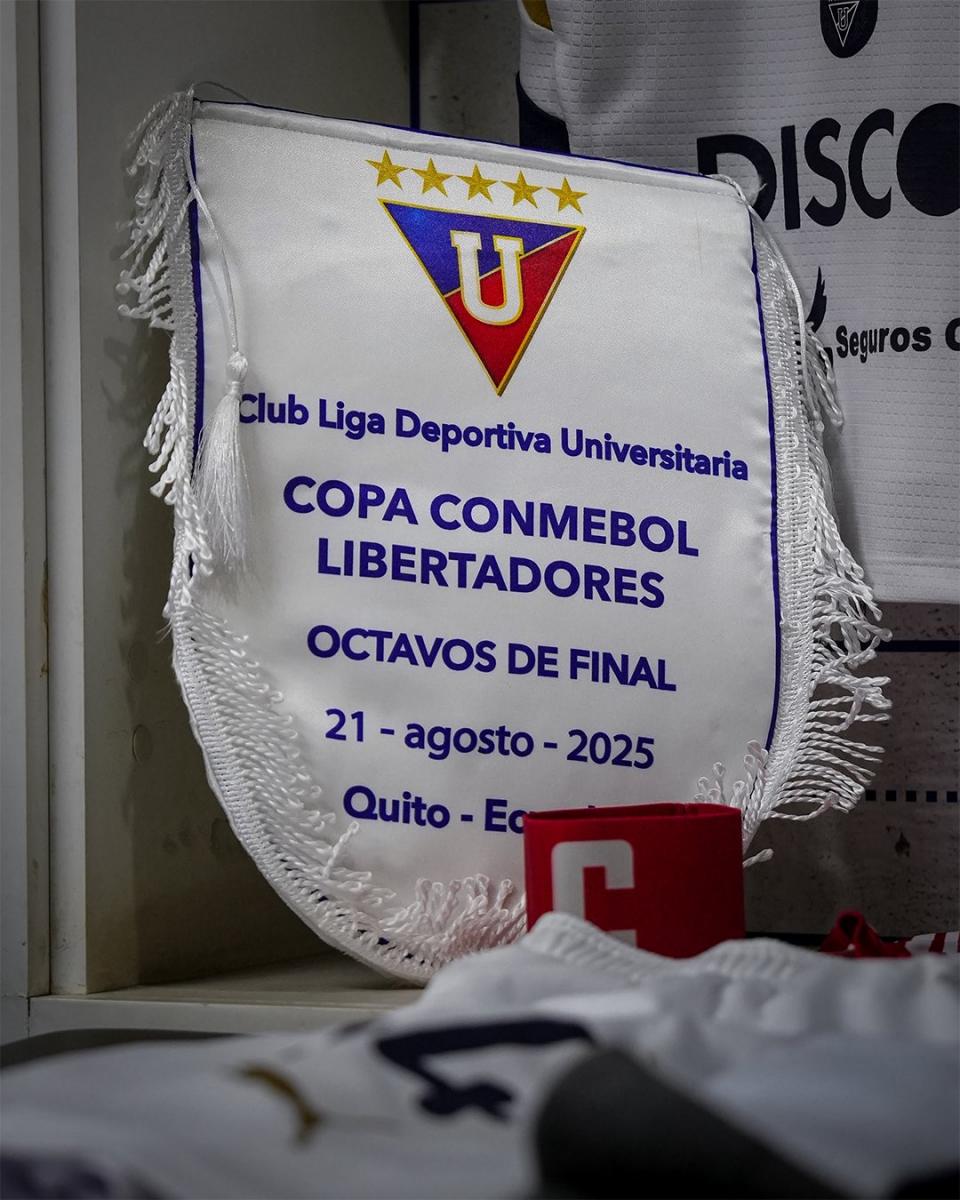 U
DISCO
Seguros
U
Club Liga Deportiva Universitaria
COPA CONMEBOL
LIBERTADORES
OCTAVOS DE FINAL
21 - agosto - 2025
Quito -
C